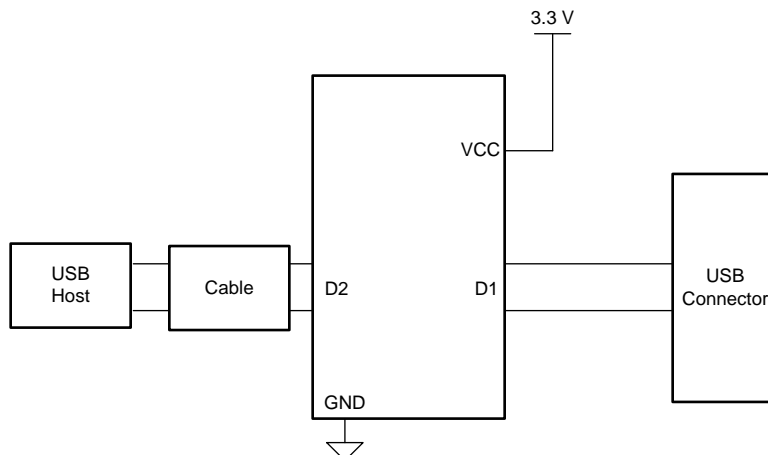 3.3 V
VCC
USB
Host
Cable
D2
D1
USB
Connector
GND